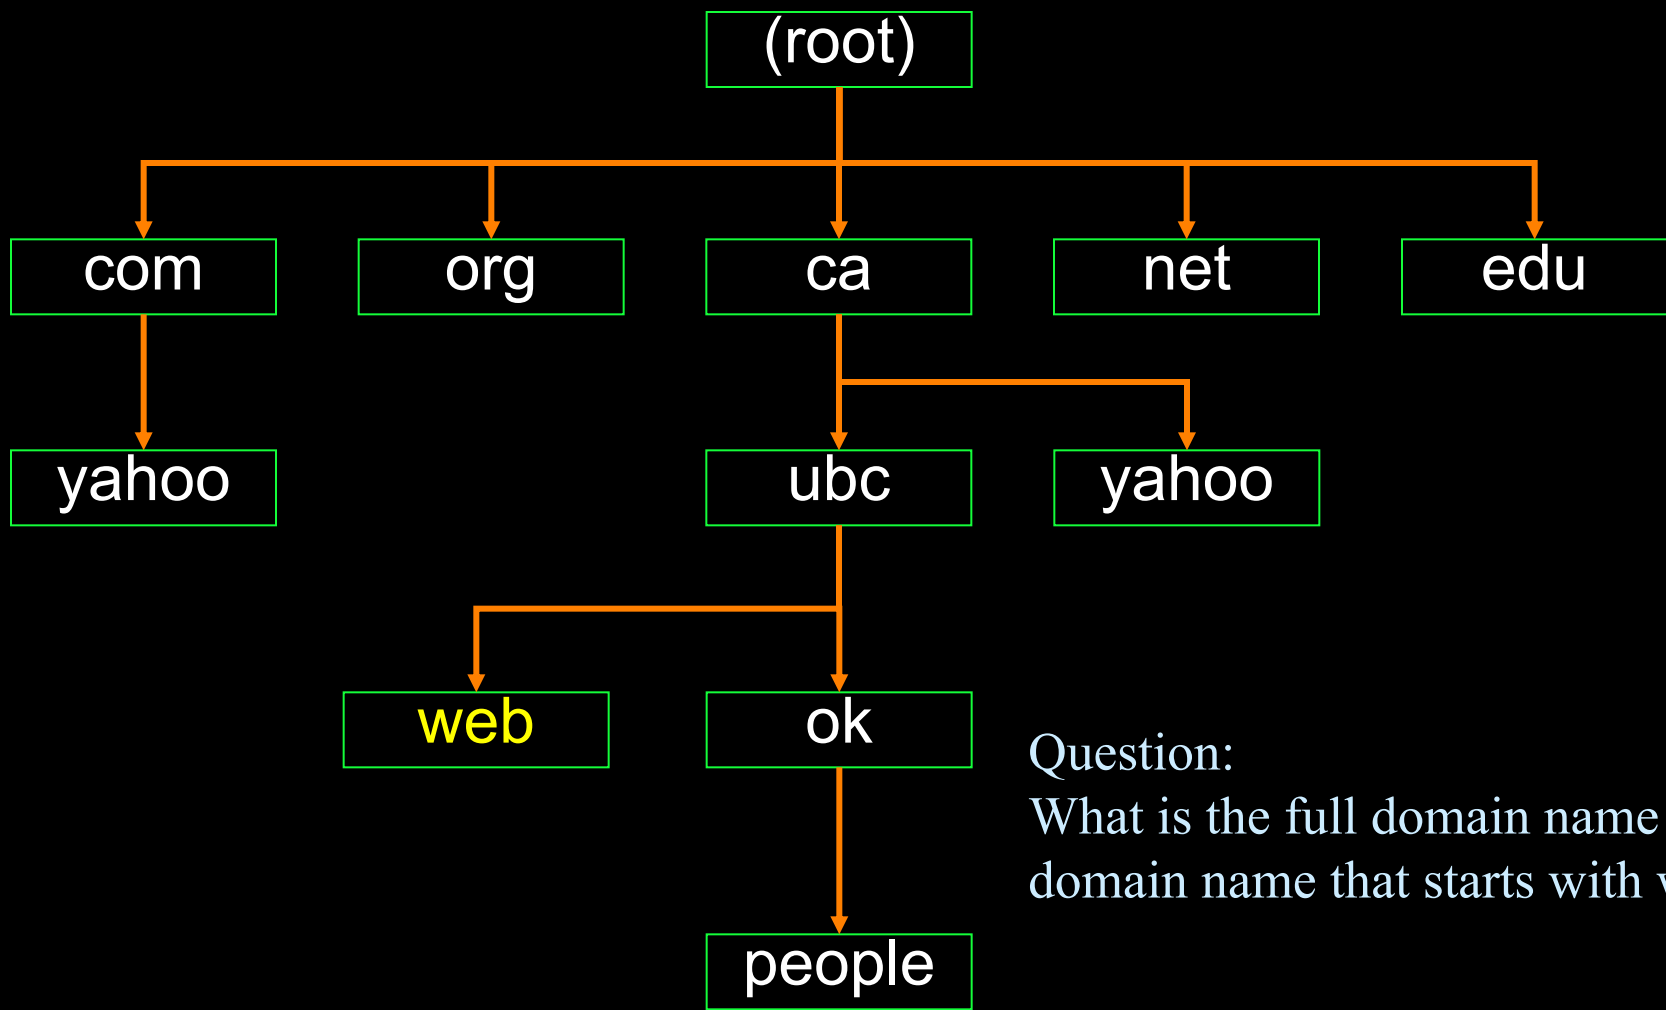 (root)
com org ca net edu
yahoo ubc yahoo
web ok
Question:
What is the full domain name
domain name that starts with
people